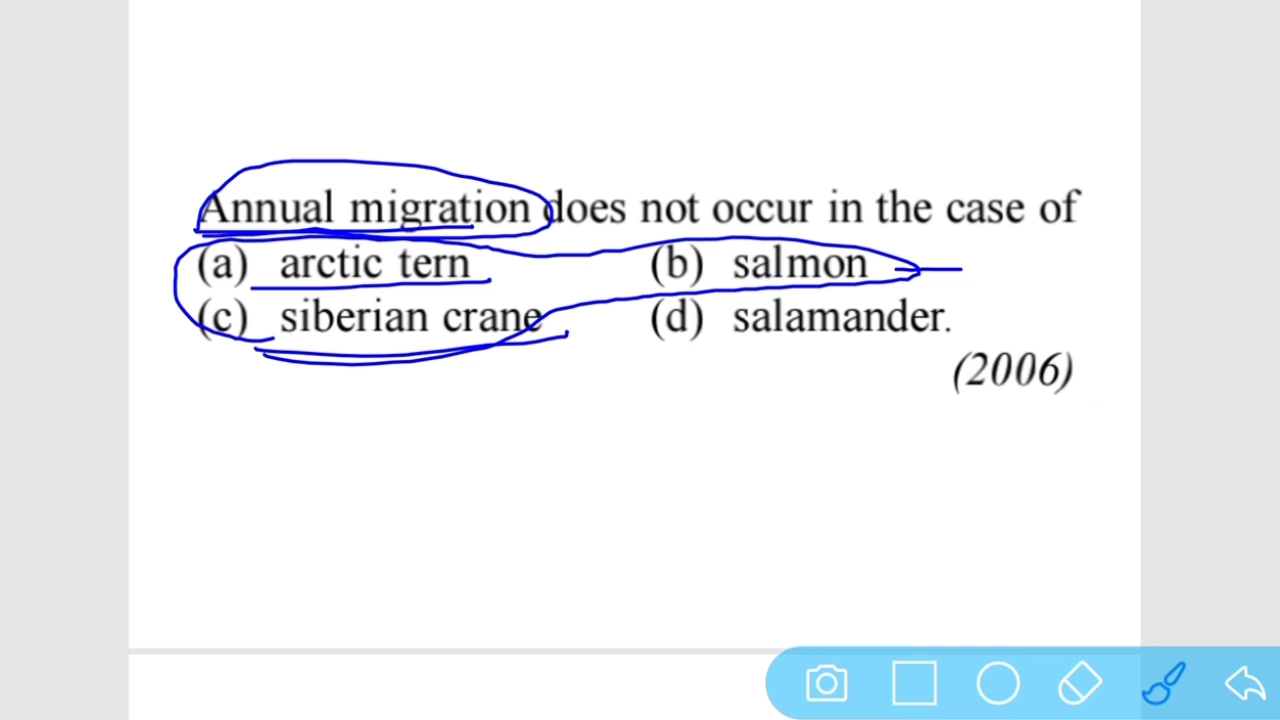 Annual migration does not occur in the case of
(a) arctic tern (b) salmon
(c) siberian crane (d) salamander.
(2006)